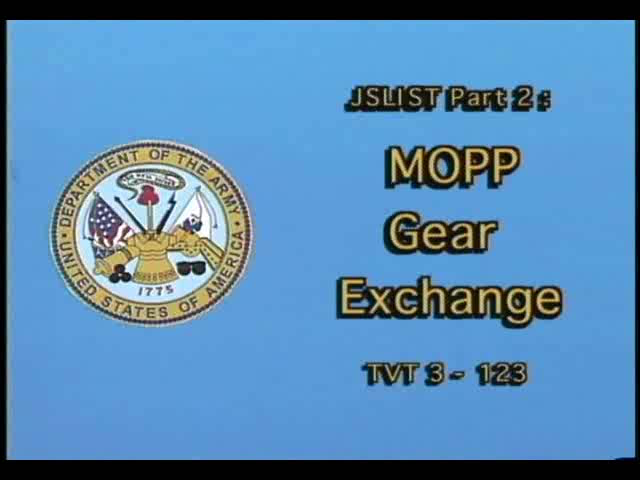 DEPARTMENT OF THE ARMY
UNITED STATES OF AMERICA
1775
JSLIST Part 2 :
MOPP
Gear
Exchange
TVT 3 - 123